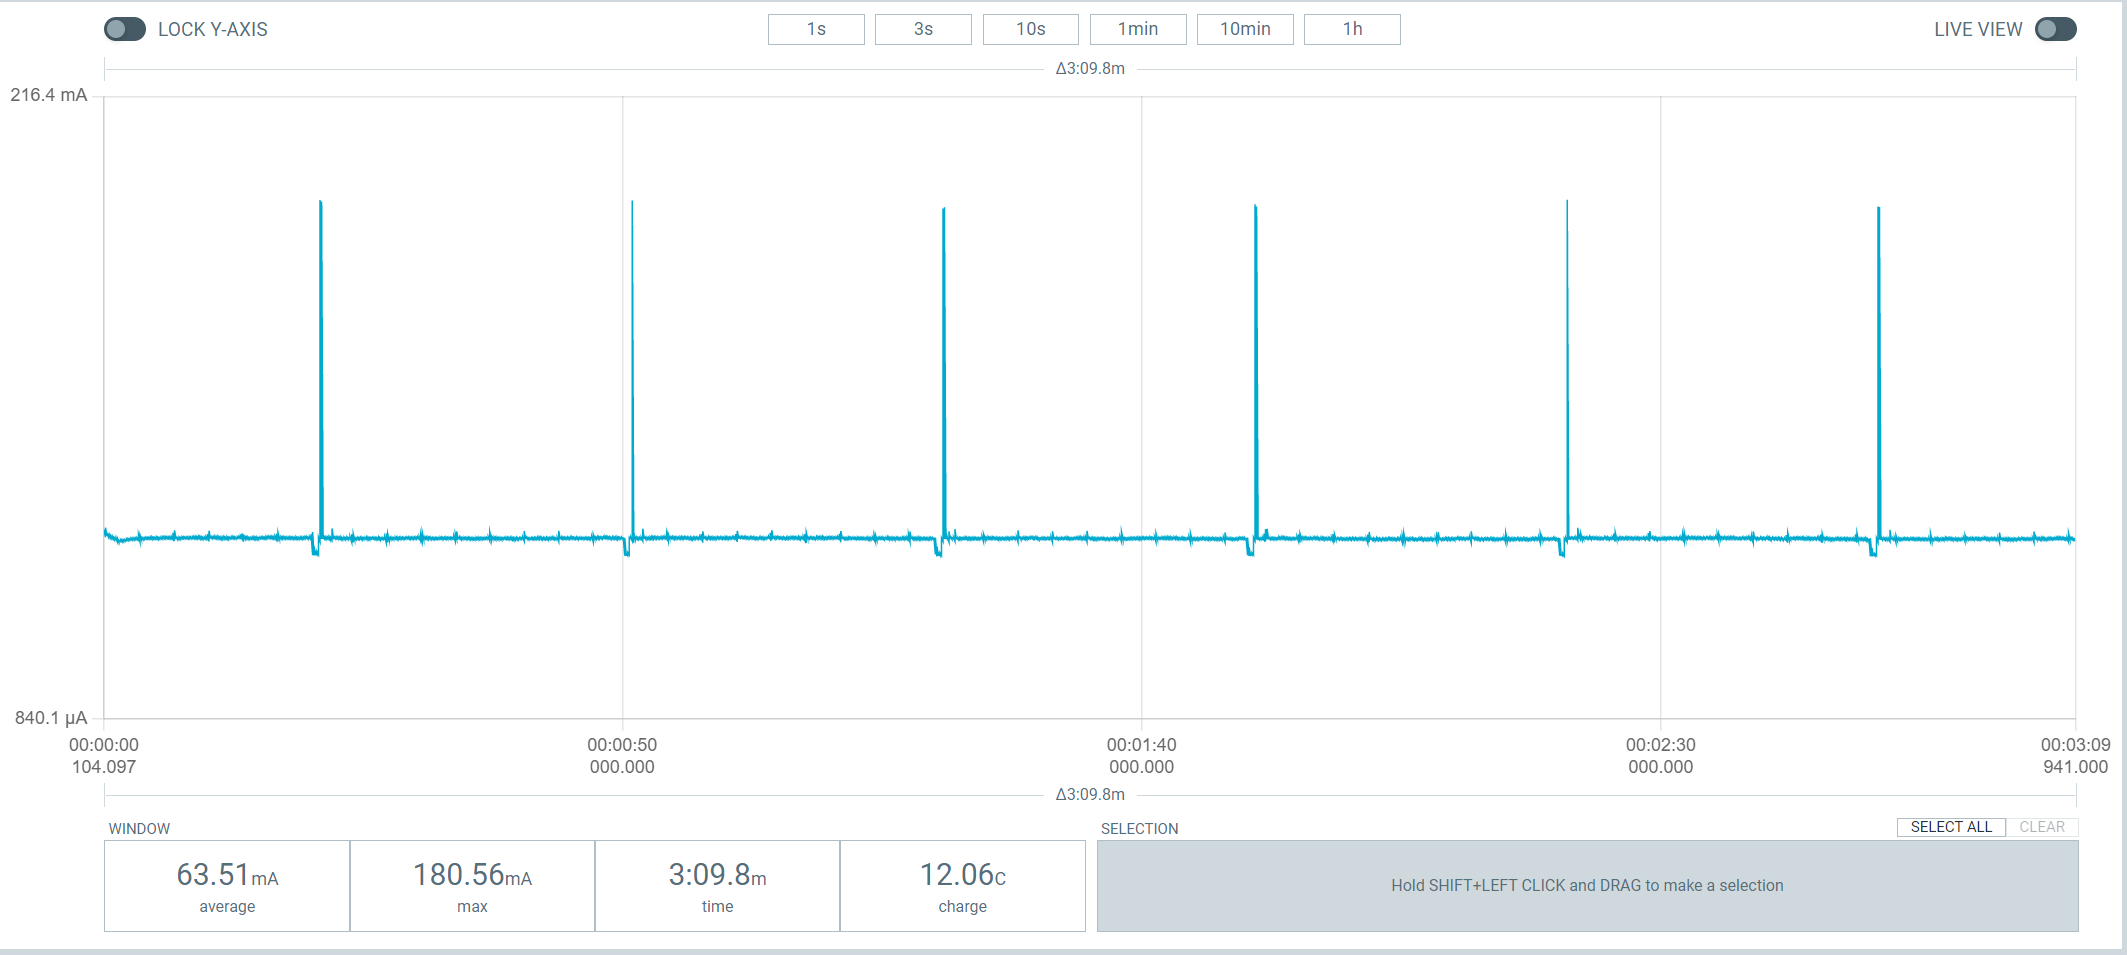 LOCK Y-AXIS 1s 3s 10s 1min 10min 1h LIVE VIEW
Δ3:09.8m
216.4 mA
840.1 µA
00:00:00 00:00:50 00:01:40 00:02:30 00:03:09
104.097 000.000 000.000 000.000 941.000
Δ3:09.8m
WINDOW SELECTION SELECT ALL CLEAR
63.51mA 180.56mA 3:09.8m 12.06C
average max time charge
Hold SHIFT+LEFT CLICK and DRAG to make a selection